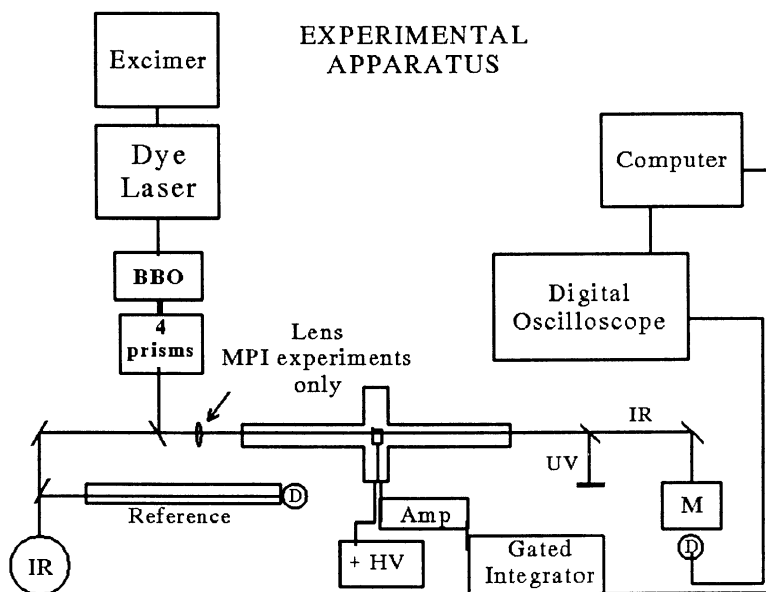 EXPERIMENTAL
APPARATUS
Excimer
Dye
Laser
BBO
4
prisms
Computer
Digital
Oscilloscope
Lens
MPI experiments
only
IR
UV
M
D
D
Reference
IR
Amp
+ HV
Gated
Integrator